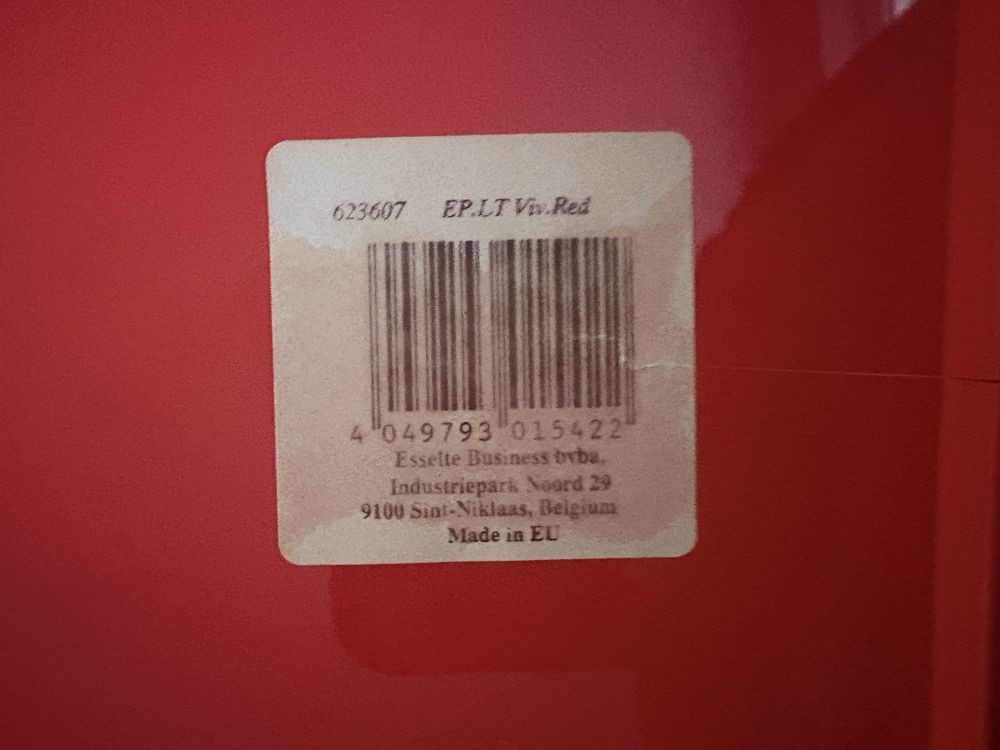 623607 EP.LT Viv.Red
4 049793 015422
Esselte Business bvba,
Industriepark Noord 29
9100 Sint-Niklaas, Belgium
Made in EU